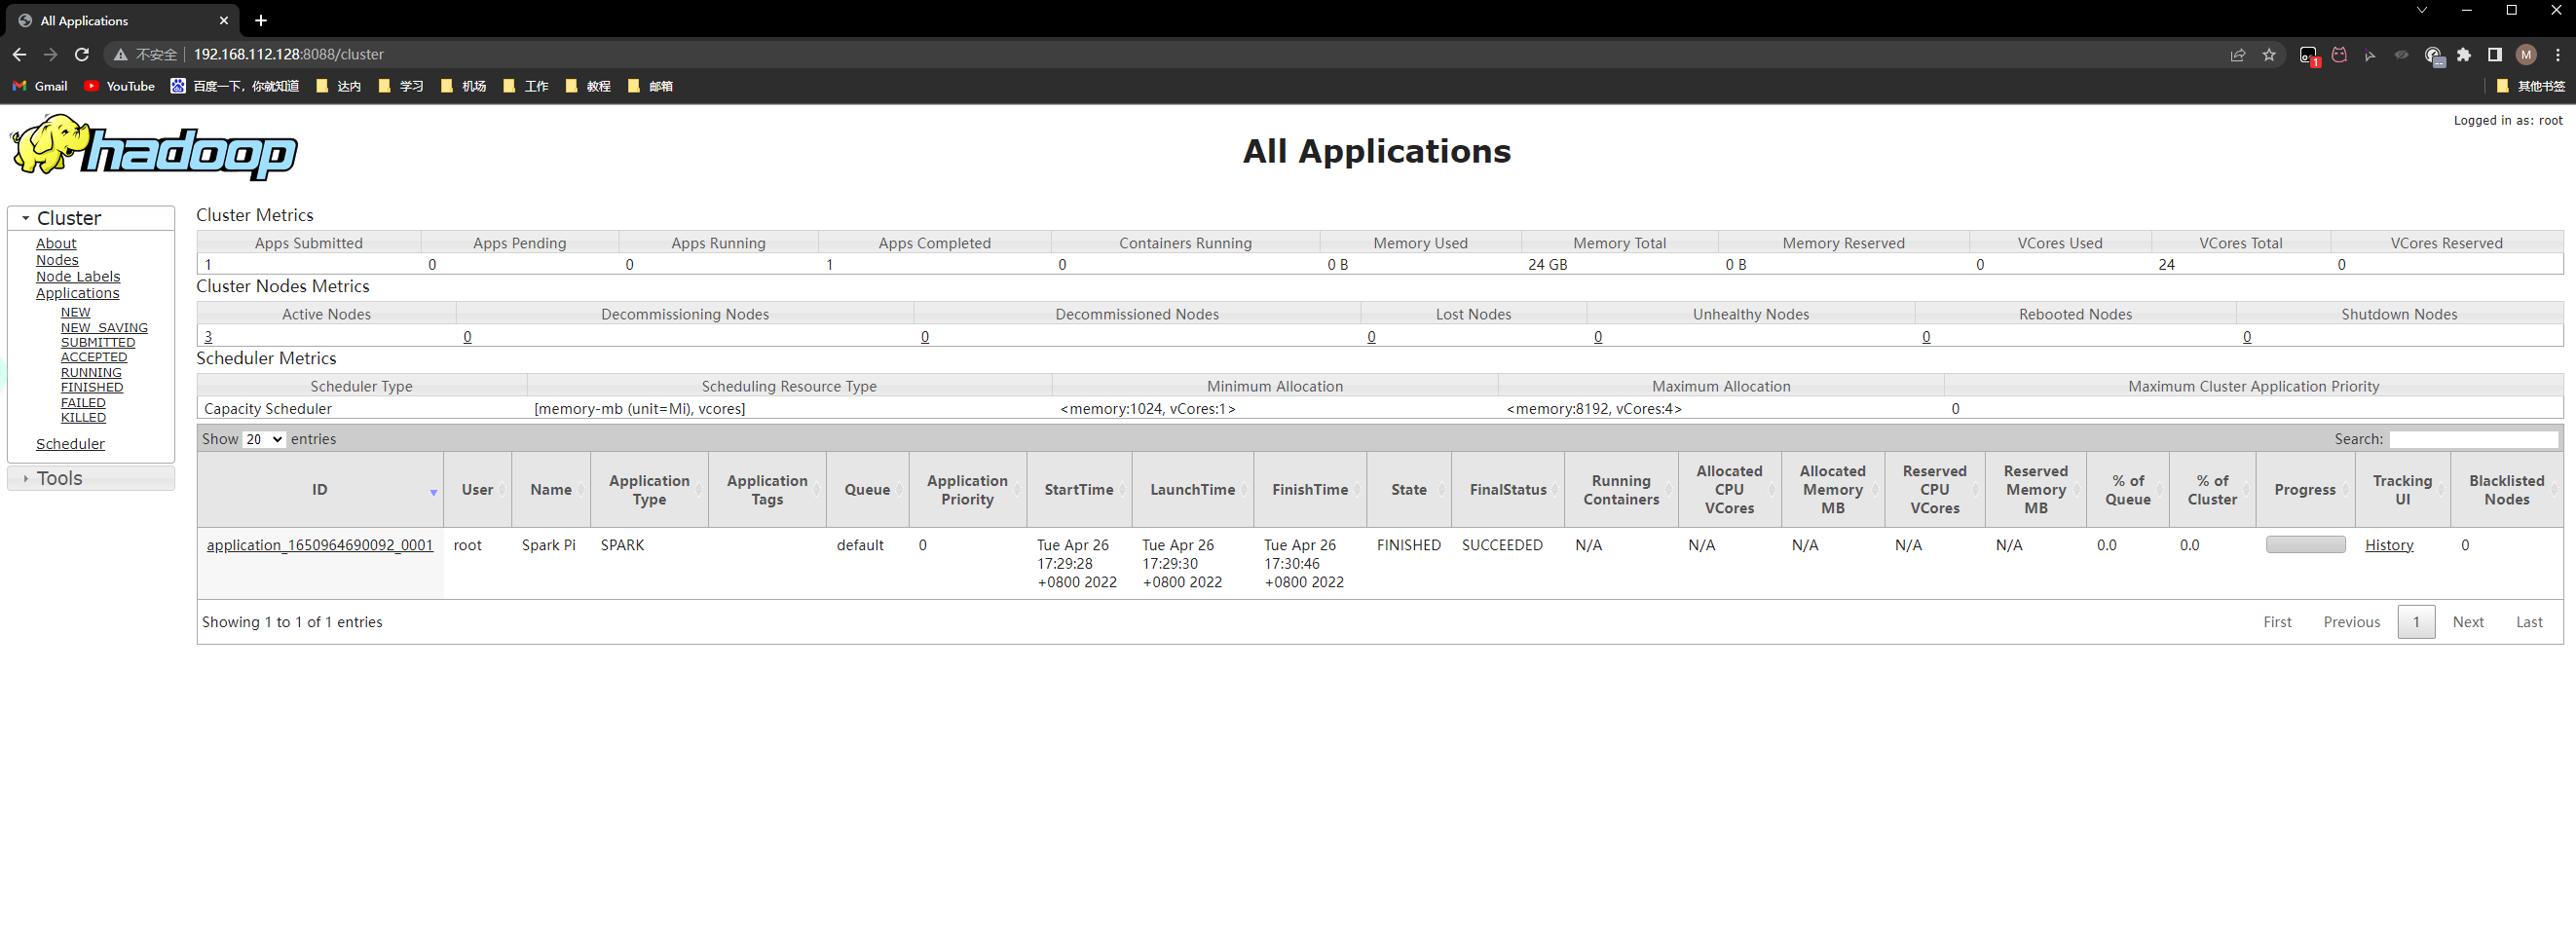 All Applications
不安全 192.168.112.128:8088/cluster
1
M
Gmail YouTube 百度一下，你就知道 达内 学习 机场 工作 教程 邮箱 其他书签
hadoop
Logged in as: root
All Applications
Cluster
About
Nodes
Node Labels
Applications
NEW
NEW_SAVING
SUBMITTED
ACCEPTED
RUNNING
FINISHED
FAILED
KILLED
Scheduler
Tools
Cluster Metrics
Apps Submitted Apps Pending Apps Running Apps Completed Containers Running Memory Used Memory Total Memory Reserved VCores Used VCores Total VCores Reserved
1 0 0 1 0 0 B 24 GB 0 B 0 24 0
Cluster Nodes Metrics
Active Nodes Decommissioning Nodes Decommissioned Nodes Lost Nodes Unhealthy Nodes Rebooted Nodes Shutdown Nodes
3 0 0 0 0 0 0
Scheduler Metrics
Scheduler Type Scheduling Resource Type Minimum Allocation Maximum Allocation Maximum Cluster Application Priority
Capacity Scheduler [memory-mb (unit=Mi), vcores] <memory:1024, vCores:1> <memory:8192, vCores:4> 0
Show 20 entries Search:
ID User Name Application Type Application Tags Queue Application Priority StartTime LaunchTime FinishTime State FinalStatus Running Containers Allocated CPU VCores Allocated Memory MB Reserved CPU VCores Reserved Memory MB % of Queue % of Cluster Progress Tracking UI Blacklisted Nodes
application_1650964690092_0001 root Spark Pi SPARK default 0 Tue Apr 26 17:29:28 +0800 2022 Tue Apr 26 17:29:30 +0800 2022 Tue Apr 26 17:30:46 +0800 2022 FINISHED SUCCEEDED N/A N/A N/A N/A N/A 0.0 0.0 History 0
Showing 1 to 1 of 1 entries First Previous 1 Next Last